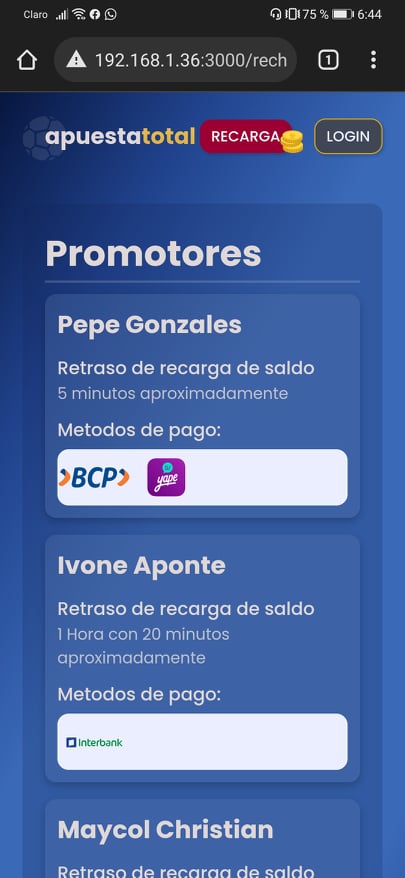 Claro 75 % 6:44
192.168.1.36:3000/rech 1
apuestatotal RECARGA LOGIN
Promotores
Pepe Gonzales
Retraso de recarga de saldo
5 minutos aproximadamente
Metodos de pago:
BCP yape
Ivone Aponte
Retraso de recarga de saldo
1 Hora con 20 minutos
aproximadamente
Metodos de pago:
Interbank
Maycol Christian
Retraso de recarga de saldo